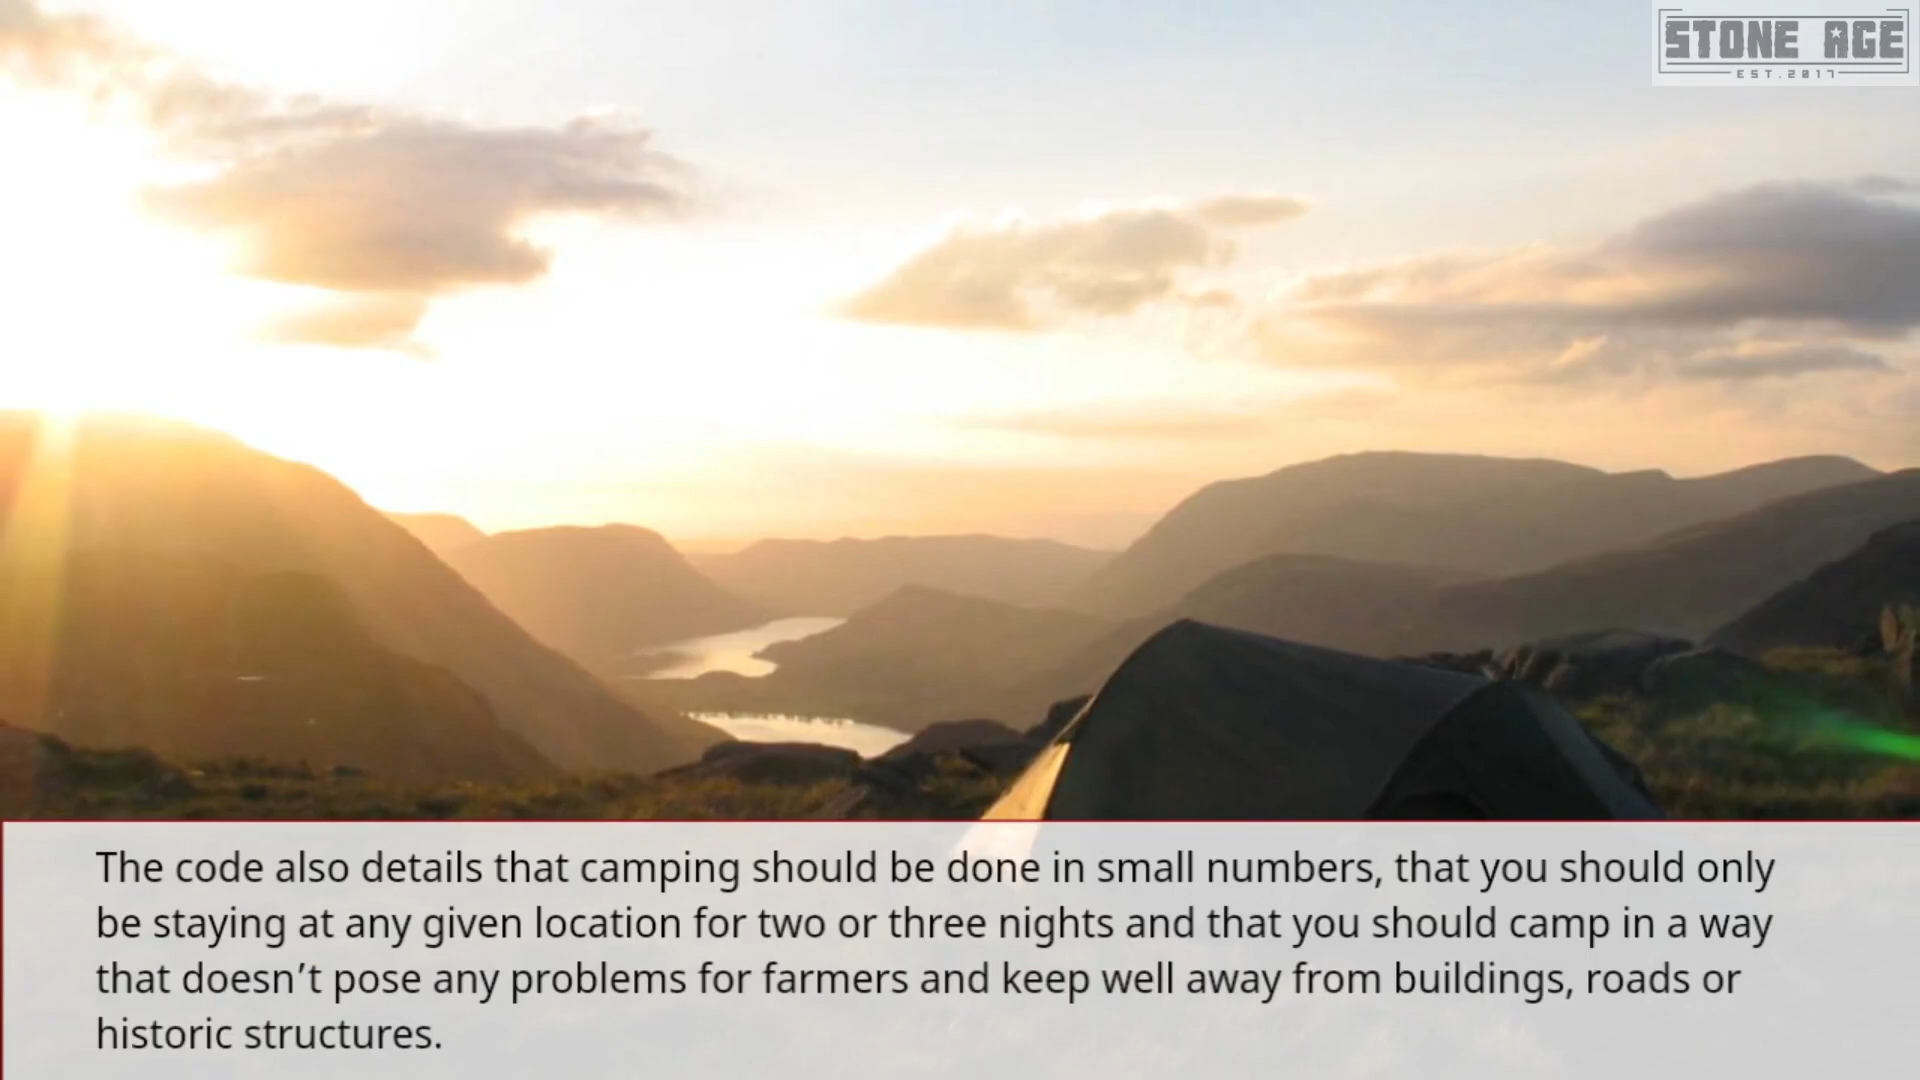 STONE AGE
EST.2017
The code also details that camping should be done in small numbers, that you should only
be staying at any given location for two or three nights and that you should camp in a way
that doesn’t pose any problems for farmers and keep well away from buildings, roads or
historic structures.